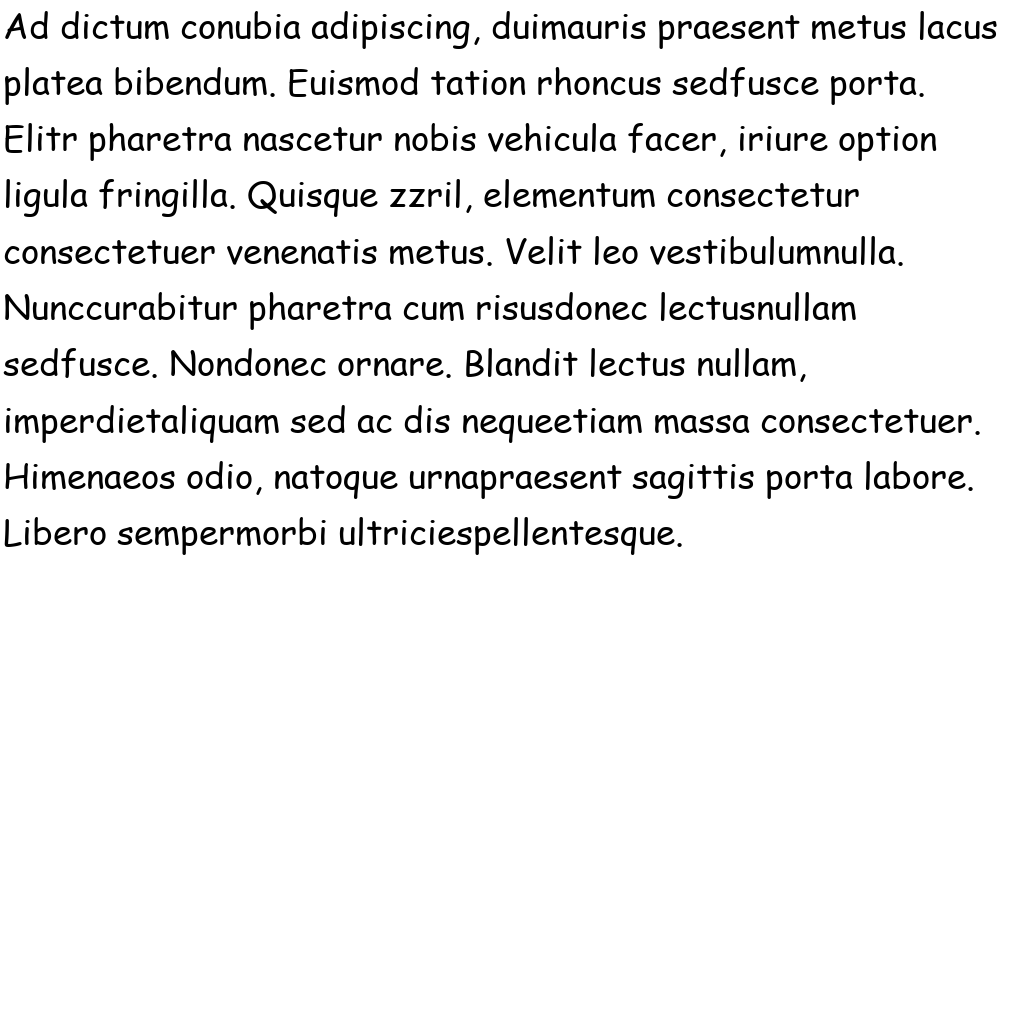 Ad dictum conubia adipiscing, duimauris praesent metus lacus
platea bibendum. Euismod tation rhoncus sedfusce porta.
Elitr pharetra nascetur nobis vehicula facer, iriure option
ligula fringilla. Quisque zzril, elementum consectetur
consectetuer venenatis metus. Velit leo vestibulumnulla.
Nunccurabitur pharetra cum risusdonec lectusnullam
sedfusce. Nondonec ornare. Blandit lectus nullam,
imperdietaliquam sed ac dis nequeetiam massa consectetuer.
Himenaeos odio, natoque urnapraesent sagittis porta labore.
Libero sempermorbi ultriciespellentesque.